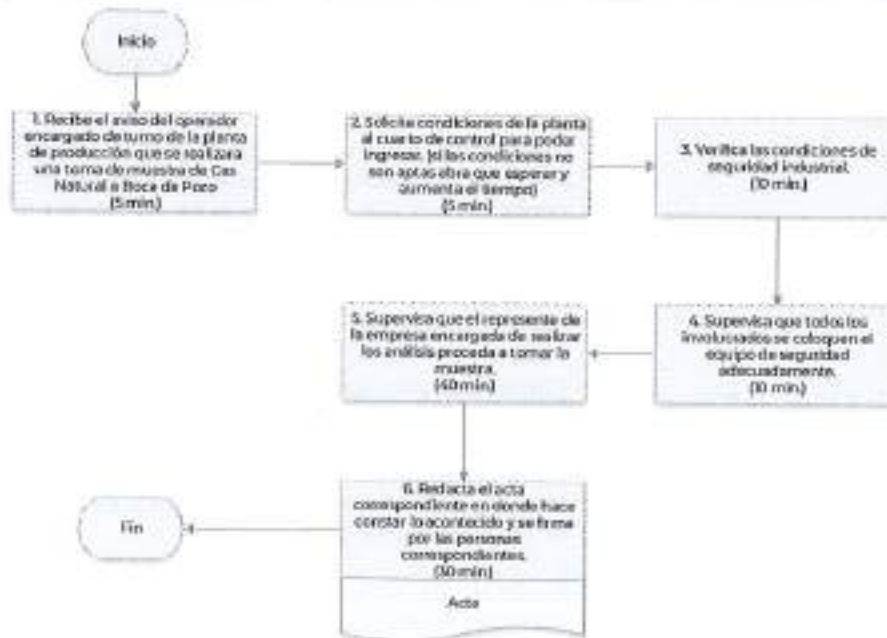 Inicio
1. Recibe el aviso del operador
encargado de turno de la planta
de producción que se realizara
una toma de muestra de Gas
Natural a Boca de Pozo
(5 min.)
2. Solicite condiciones de la planta
al cuarto de control para poder
ingresar. (si las condiciones no
son aptas abra que esperar y
aumenta el tiempo)
(5 min.)
3. Verifica las condiciones de
seguridad industrial.
(10 min.)
4. Supervisa que todos los
involucrados se coloquen el
equipo de seguridad
adecuadamente.
(10 min.)
5. Supervisa que el represente de
la empresa encargada de realizar
los análisis proceda a tomar la
muestra.
(40 min.)
6. Redacta el acta
correspondiente en donde hace
constar lo acontecido y se firma
por las personas
correspondientes.
(30 min)
Acta
Fin